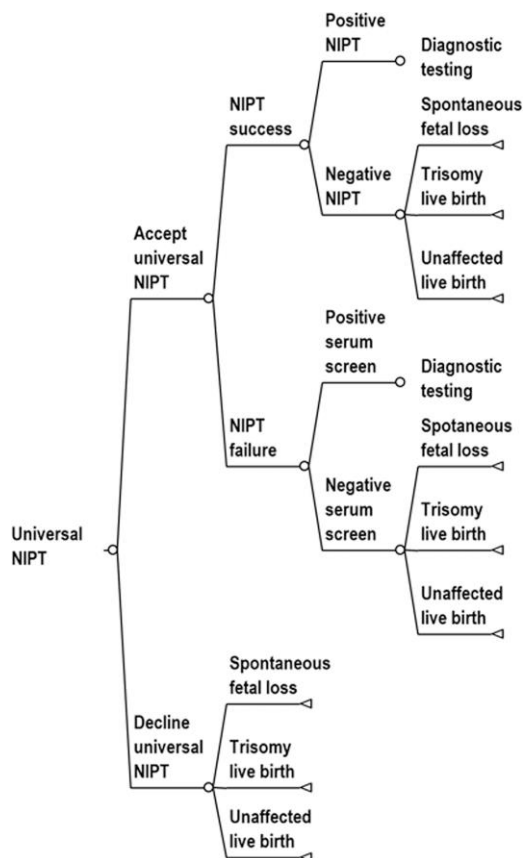 Positive
NIPT
Diagnostic
testing
NIPT
success
Spontaneous
fetal loss
Negative
NIPT
Trisomy
live birth
Accept
universal
NIPT
Unaffected
live birth
Positive
serum
screen
Diagnostic
testing
NIPT
failure
Spotaneous
fetal loss
Negative
serum
screen
Trisomy
live birth
Universal
NIPT
Unaffected
live birth
Spontaneous
fetal loss
Decline
universal
NIPT
Trisomy
live birth
Unaffected
live birth